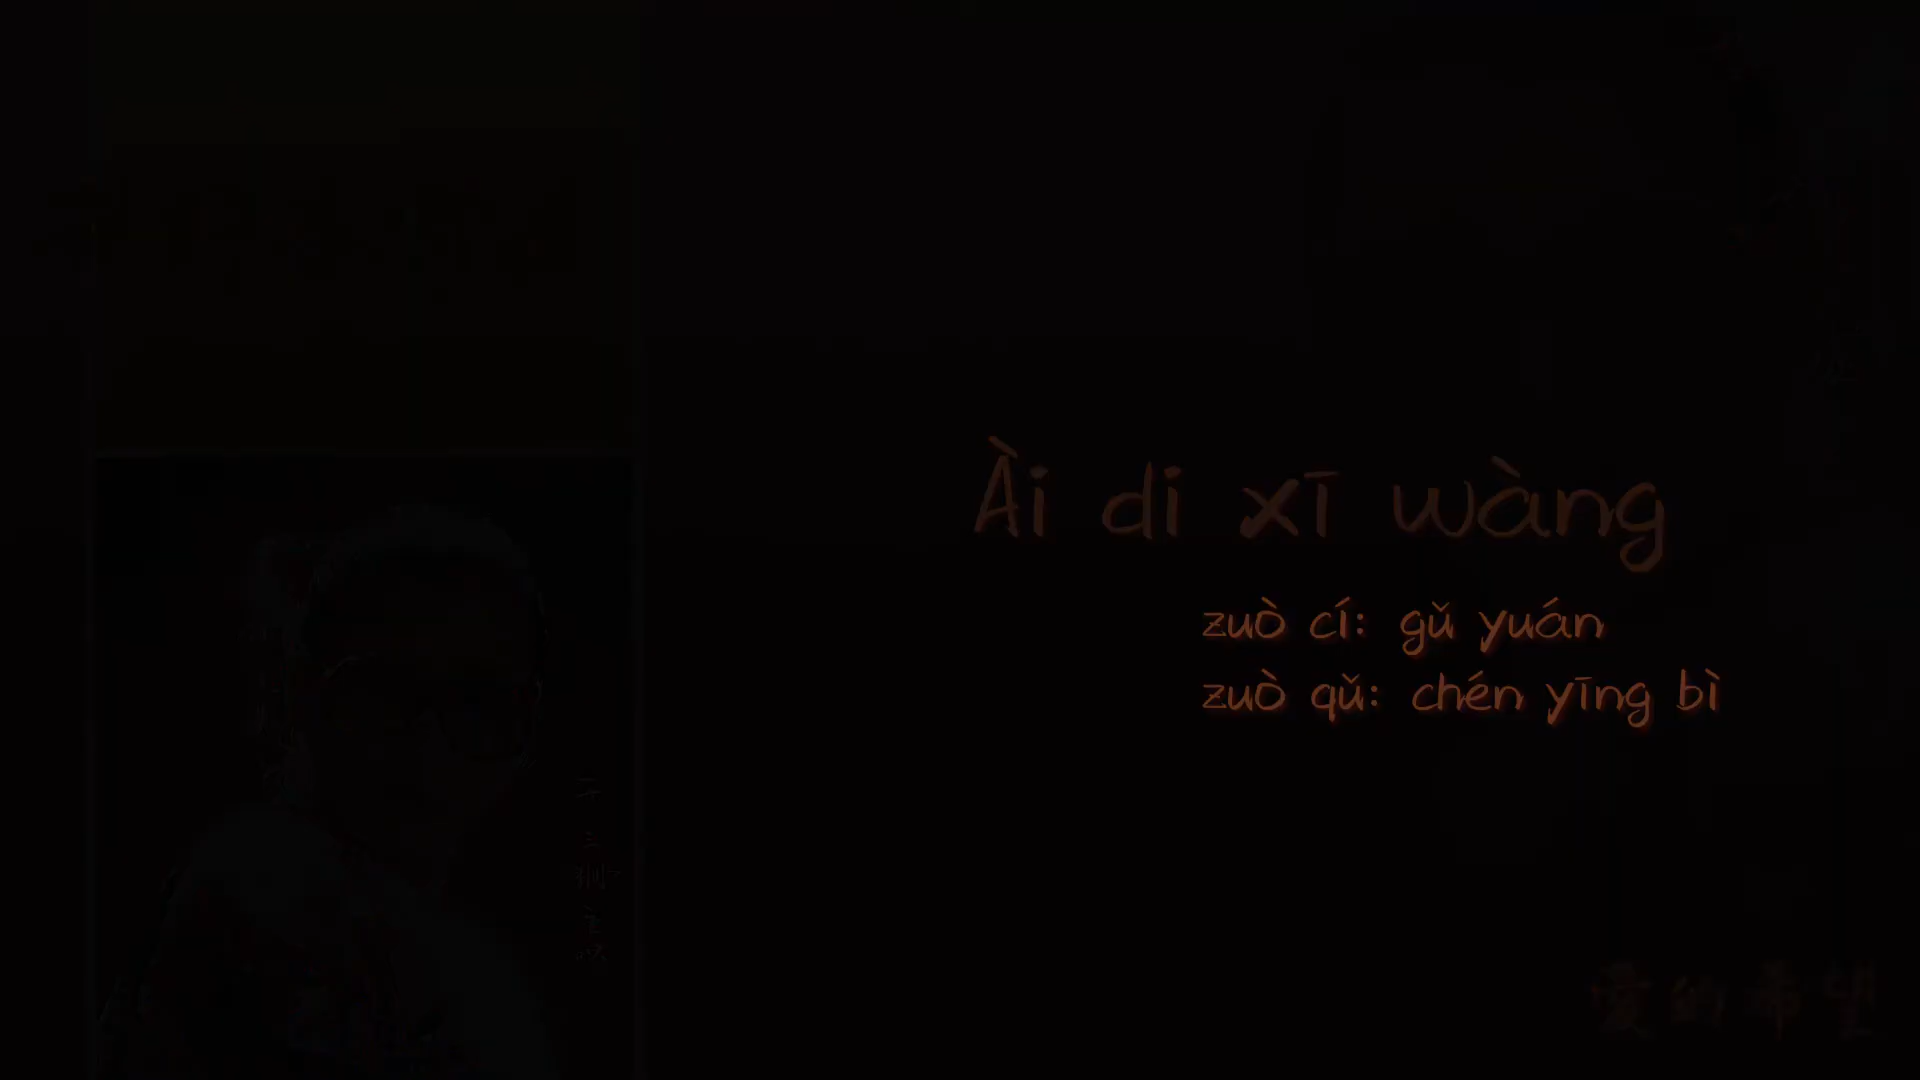 Ài di xī wàng
zuò cí: gǔ yuán
zuò qǔ: chén yīng bì
爱的希望